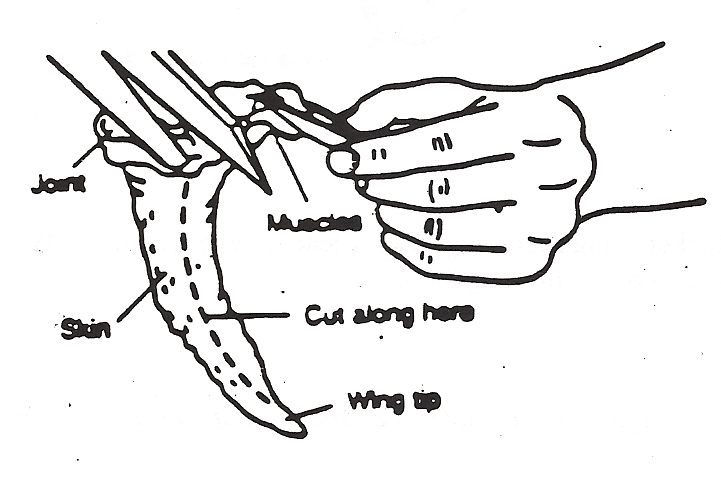 Joint
Muscles
Skin
Cut along here
Wing tip